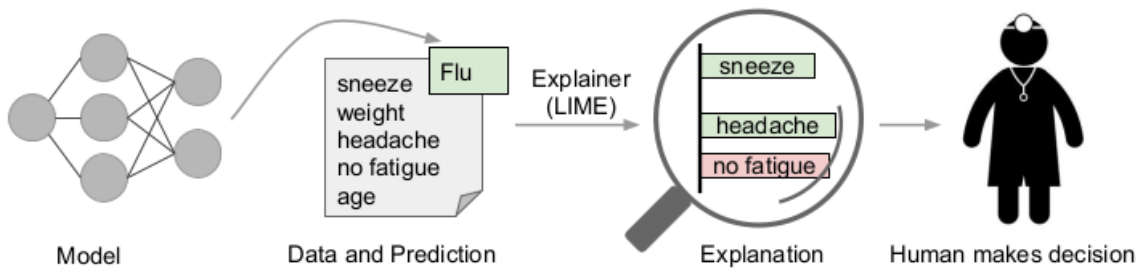 Flu
sneeze
weight
headache
no fatigue
age
Explainer
(LIME)
sneeze
headache
no fatigue
Model
Data and Prediction
Explanation
Human makes decision